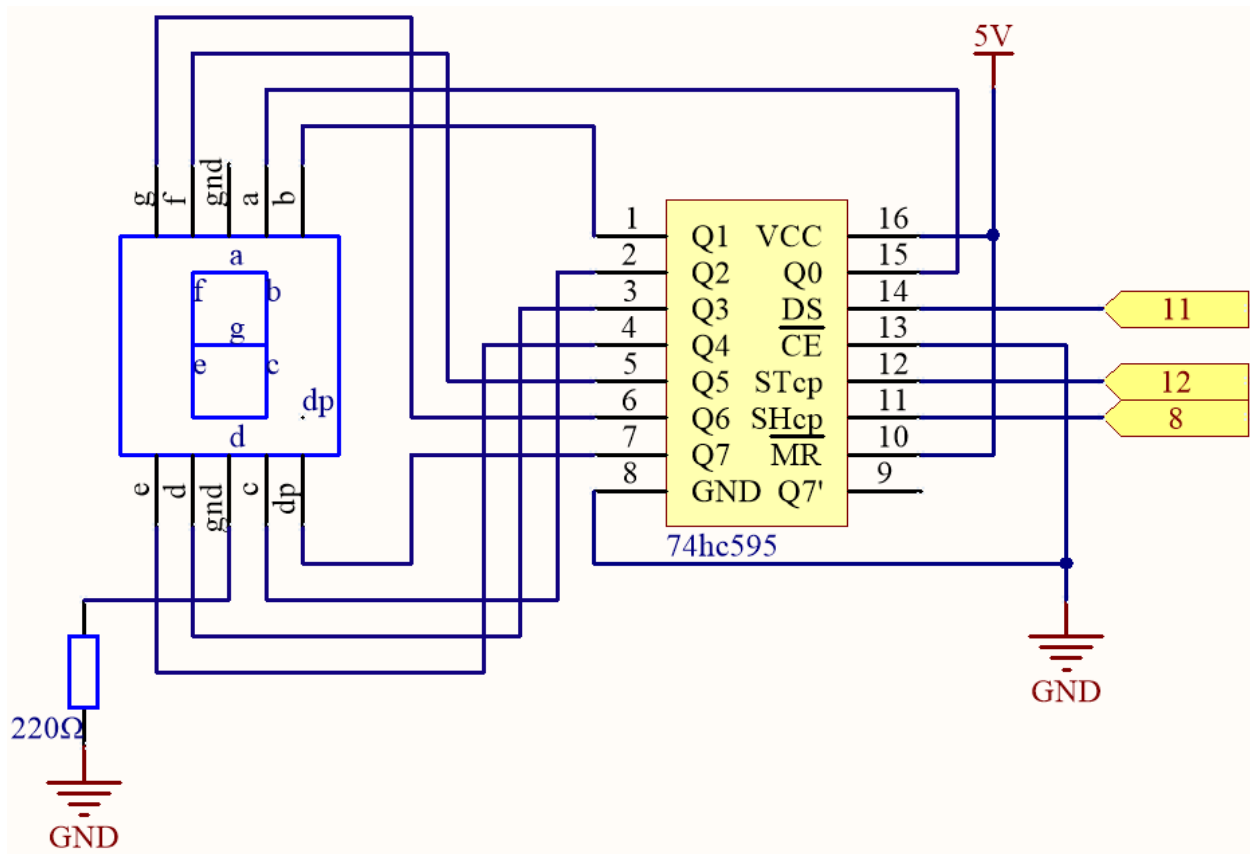 5V
g f gnd a b
a
f b
g
e c
dp
d
e d gnd c dp
220Ω
GND
1 Q1 VCC 16
2 Q2 Q0 15
3 Q3 DS 14 11
4 Q4 CE 13
5 Q5 STcp 12 12
6 Q6 SHcp 11 8
7 Q7 MR 10
8 GND Q7' 9
74hc595
GND